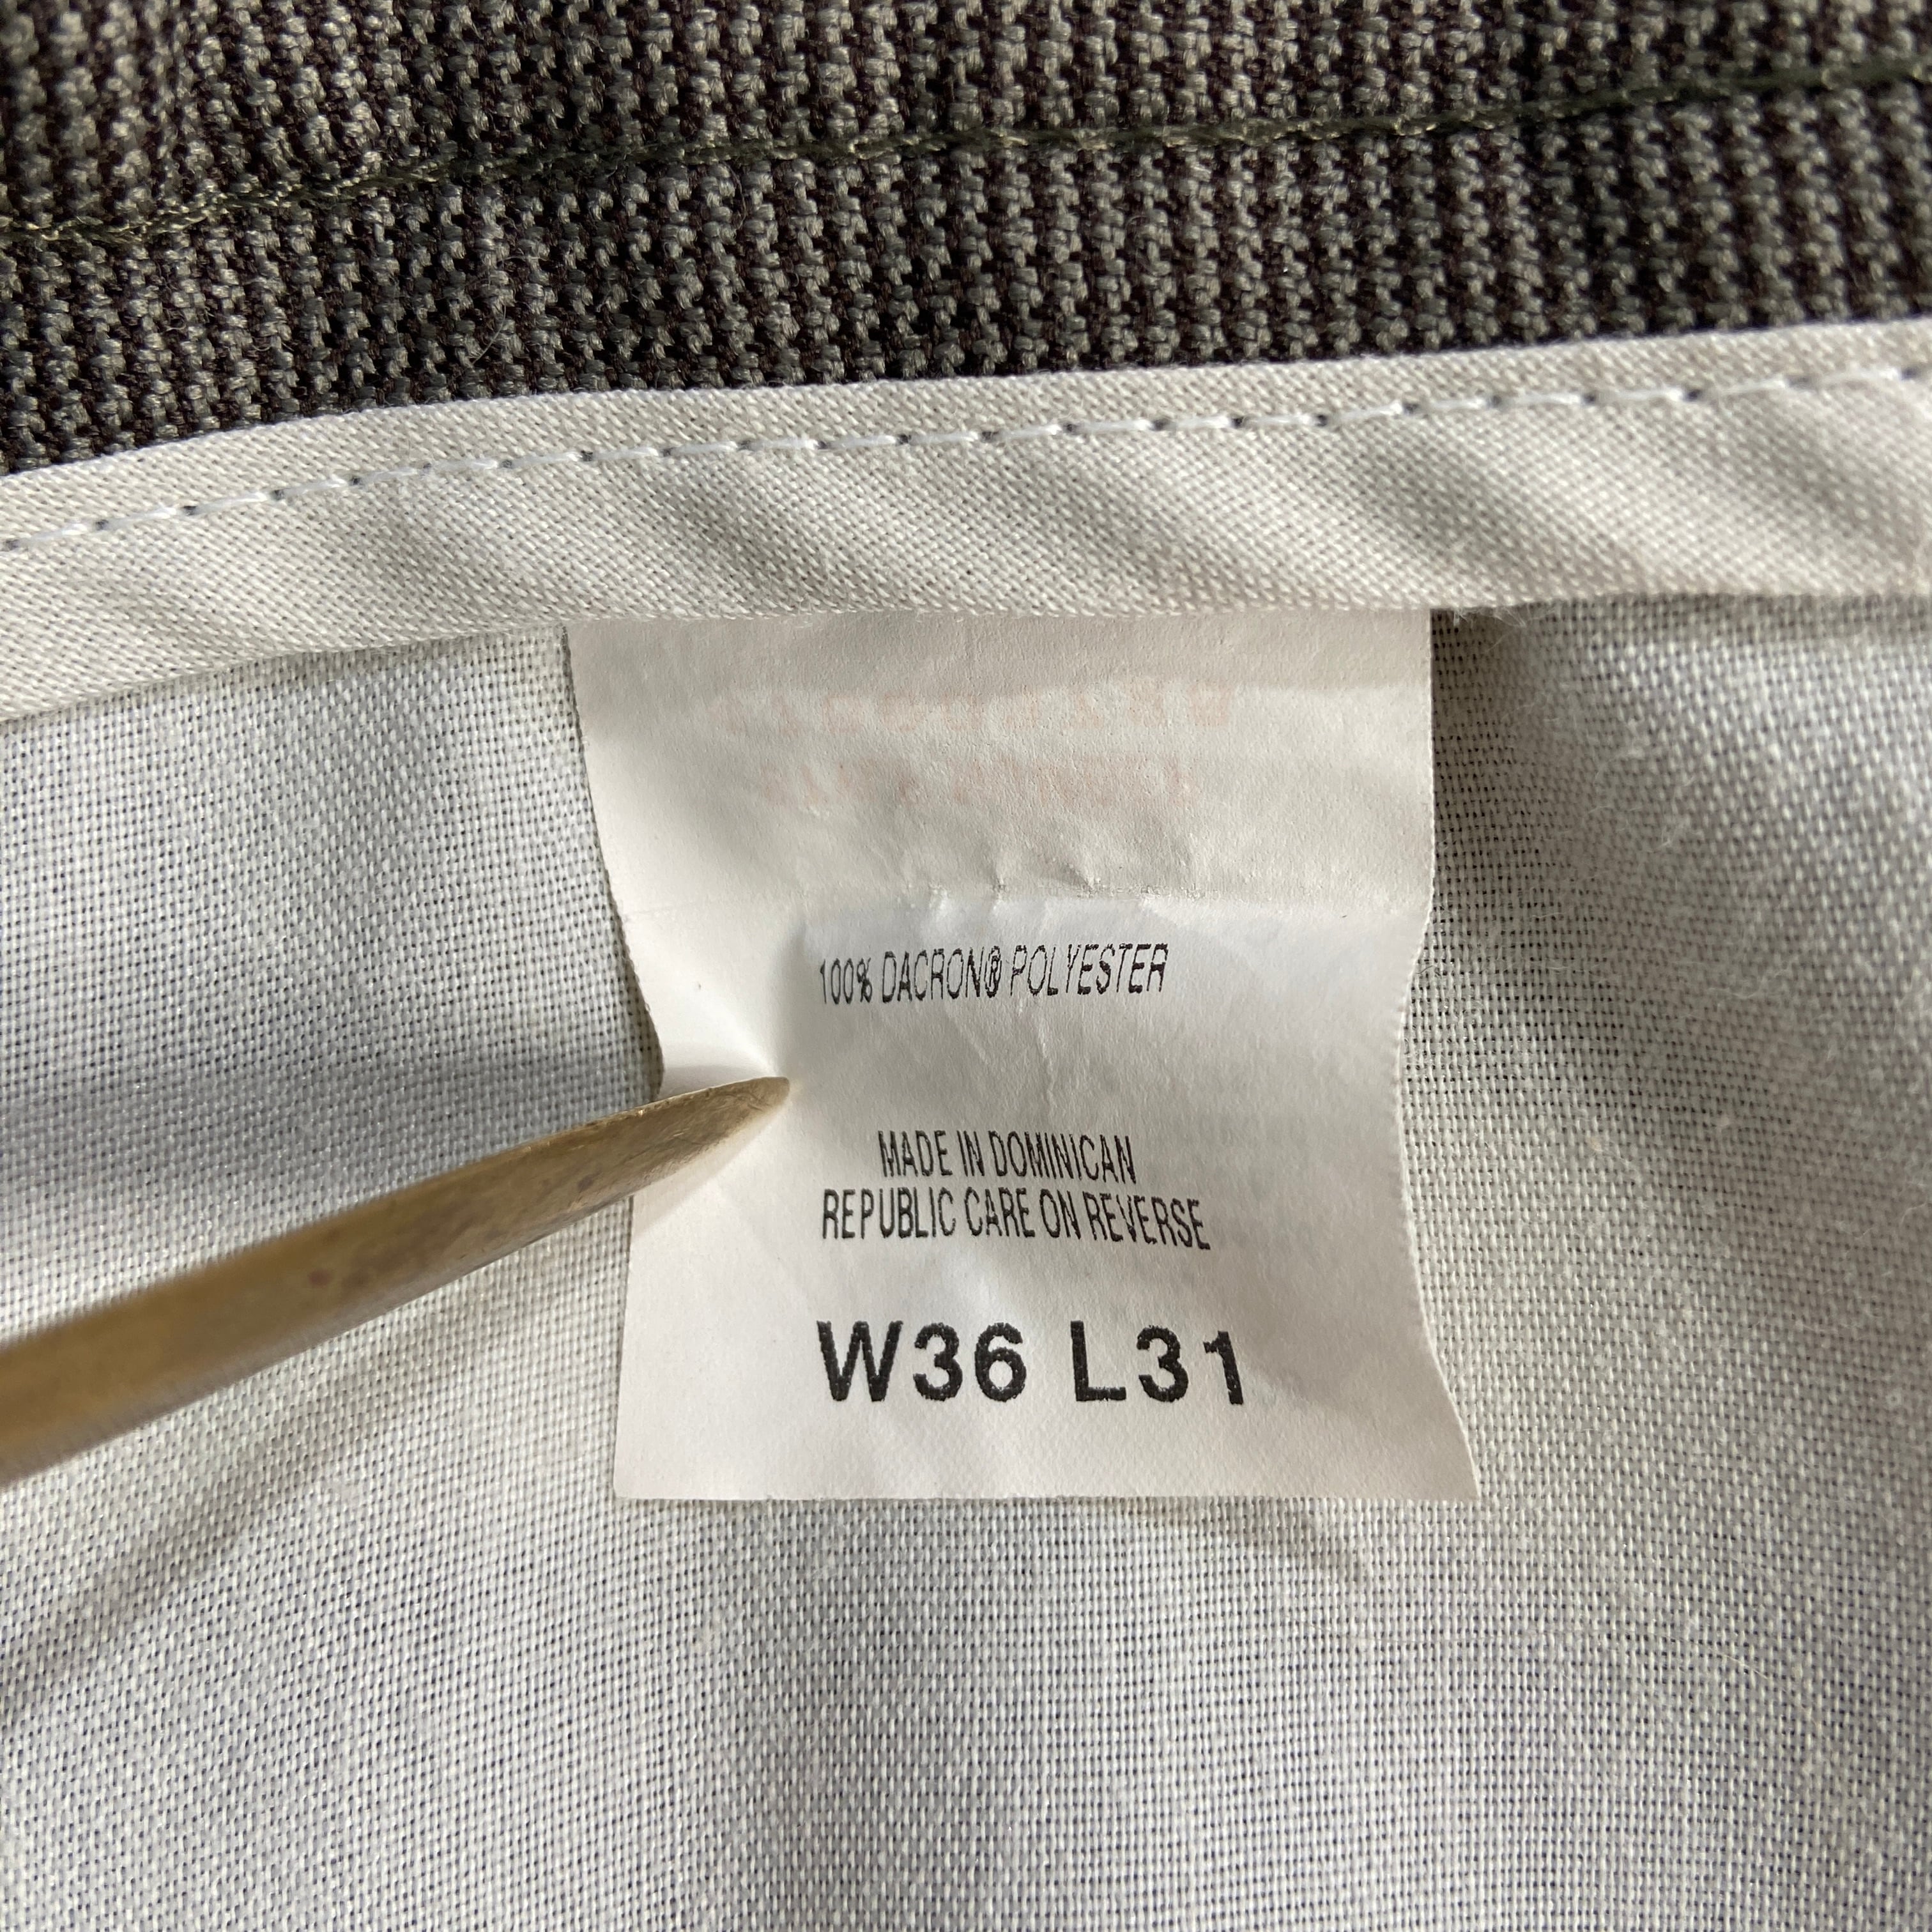 100% DACRON® POLYESTER
MADE IN DOMINICAN
REPUBLIC CARE ON REVERSE
W36 L31